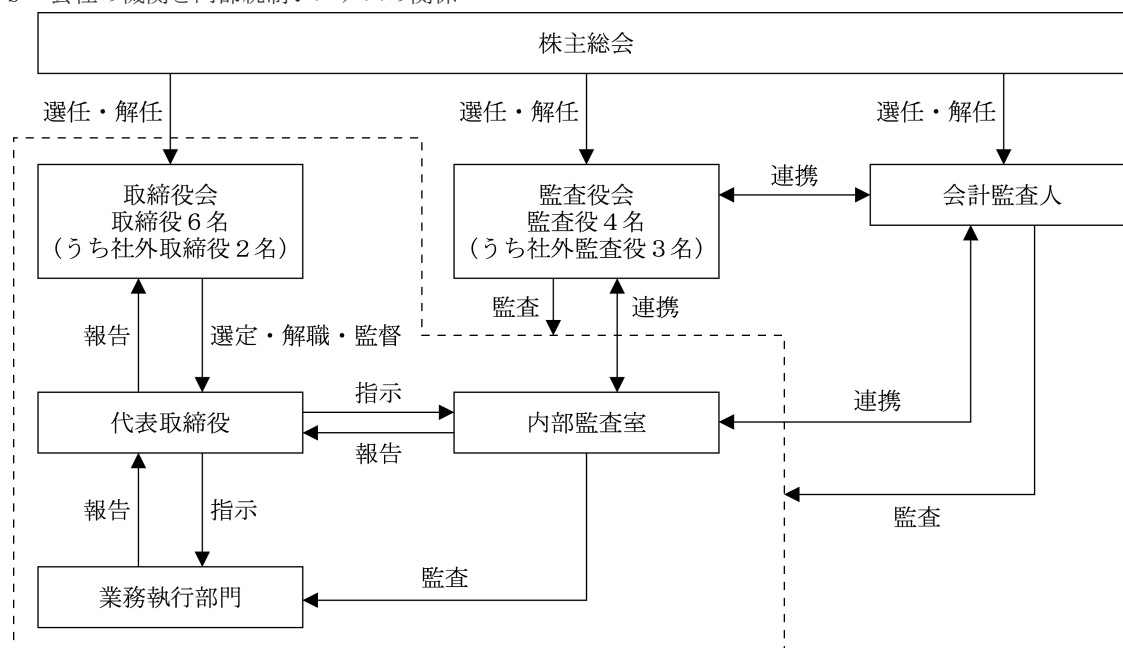 株主総会
選任・解任
選任・解任
選任・解任
取締役会
取締役6名
（うち社外取締役2名）
監査役会
監査役4名
（うち社外監査役3名）
連携
会計監査人
報告
選定・解職・監督
監査
連携
代表取締役
指示
報告
内部監査室
連携
報告
指示
監査
業務執行部門
監査